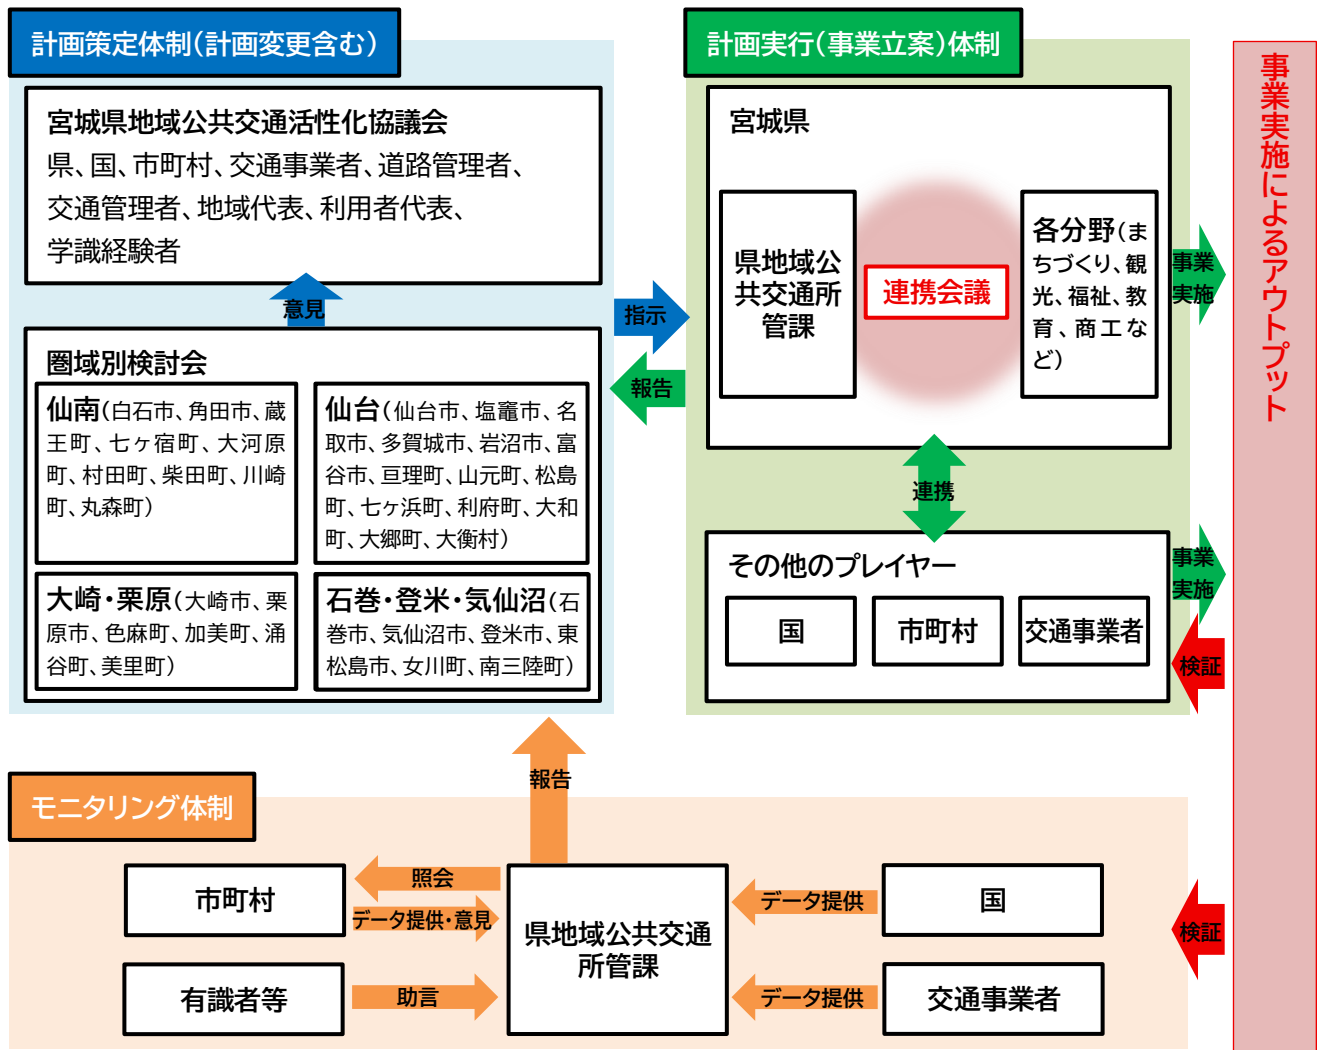 計画策定体制(計画変更含む)
宮城県地域公共交通活性化協議会
県、国、市町村、交通事業者、道路管理者、
交通管理者、地域代表、利用者代表、
学識経験者
意見
圏域別検討会
仙南(白石市、角田市、蔵
王町、七ヶ宿町、大河原
町、村田町、柴田町、川崎
町、丸森町)
仙台(仙台市、塩竈市、名
取市、多賀城市、岩沼市、富
谷市、亘理町、山元町、松島
町、七ヶ浜町、利府町、大和
町、大郷町、大衡村)
大崎・栗原(大崎市、栗
原市、色麻町、加美町、涌
谷町、美里町)
石巻・登米・気仙沼(石
巻市、気仙沼市、登米市、東
松島市、女川町、南三陸町)
指示
報告
計画実行(事業立案)体制
宮城県
県地域公
共交通所
管課
連携会議
各分野(ま
ちづくり、観
光、福祉、教
育、商工な
ど)
連携
その他のプレイヤー
国
市町村
交通事業者
事業
実施
事業
実施
検証
事業実施によるアウトプット
報告
モニタリング体制
市町村
照会
データ提供・意見
有識者等
助言
県地域公共交通
所管課
データ提供
国
データ提供
交通事業者
検証